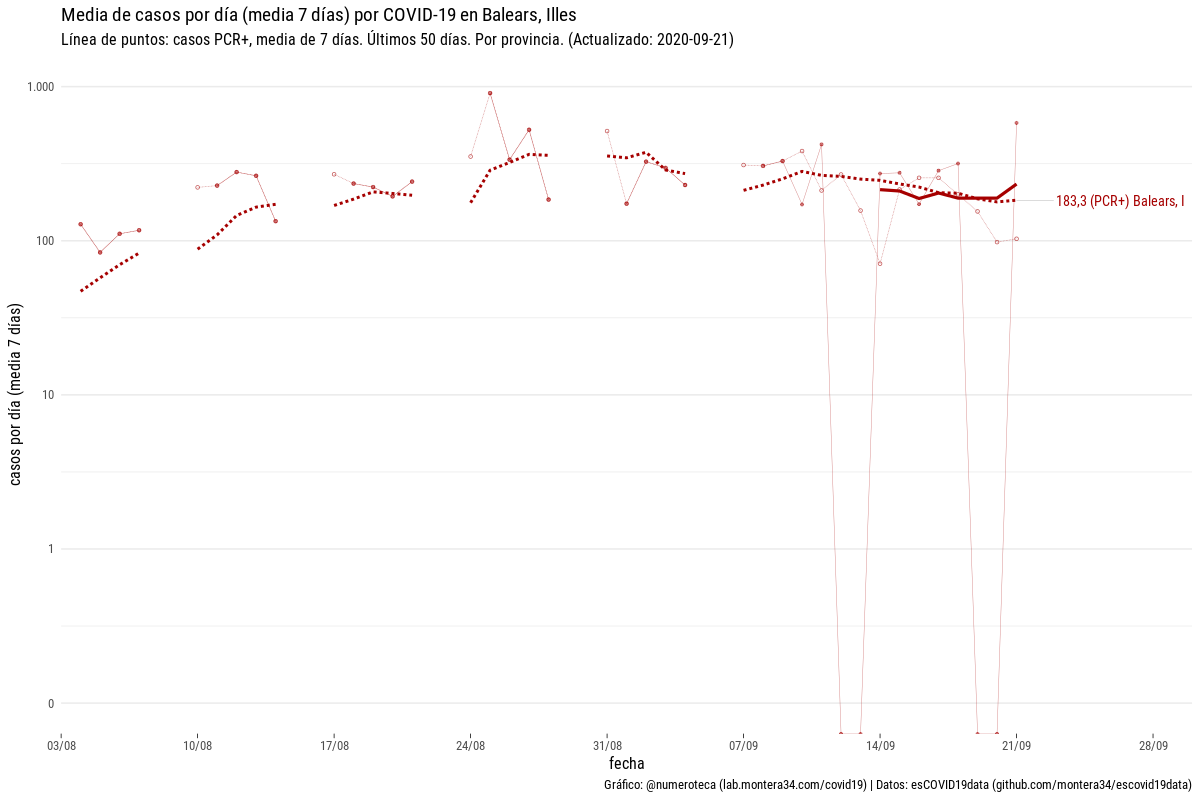 Media de casos por día (media 7 días) por COVID-19 en Balears, Illes
Línea de puntos: casos PCR+, media de 7 días. Últimos 50 días. Por provincia. (Actualizado: 2020-09-21)
casos por día (media 7 días)
1.000
100
10
1
0
183,3 (PCR+) Balears, I
03/08 10/08 17/08 24/08 31/08 07/09 14/09 21/09 28/09
fecha
Gráfico: @numeroteca (lab.montera34.com/covid19) | Datos: esCOVID19data (github.com/montera34/escovid19data)